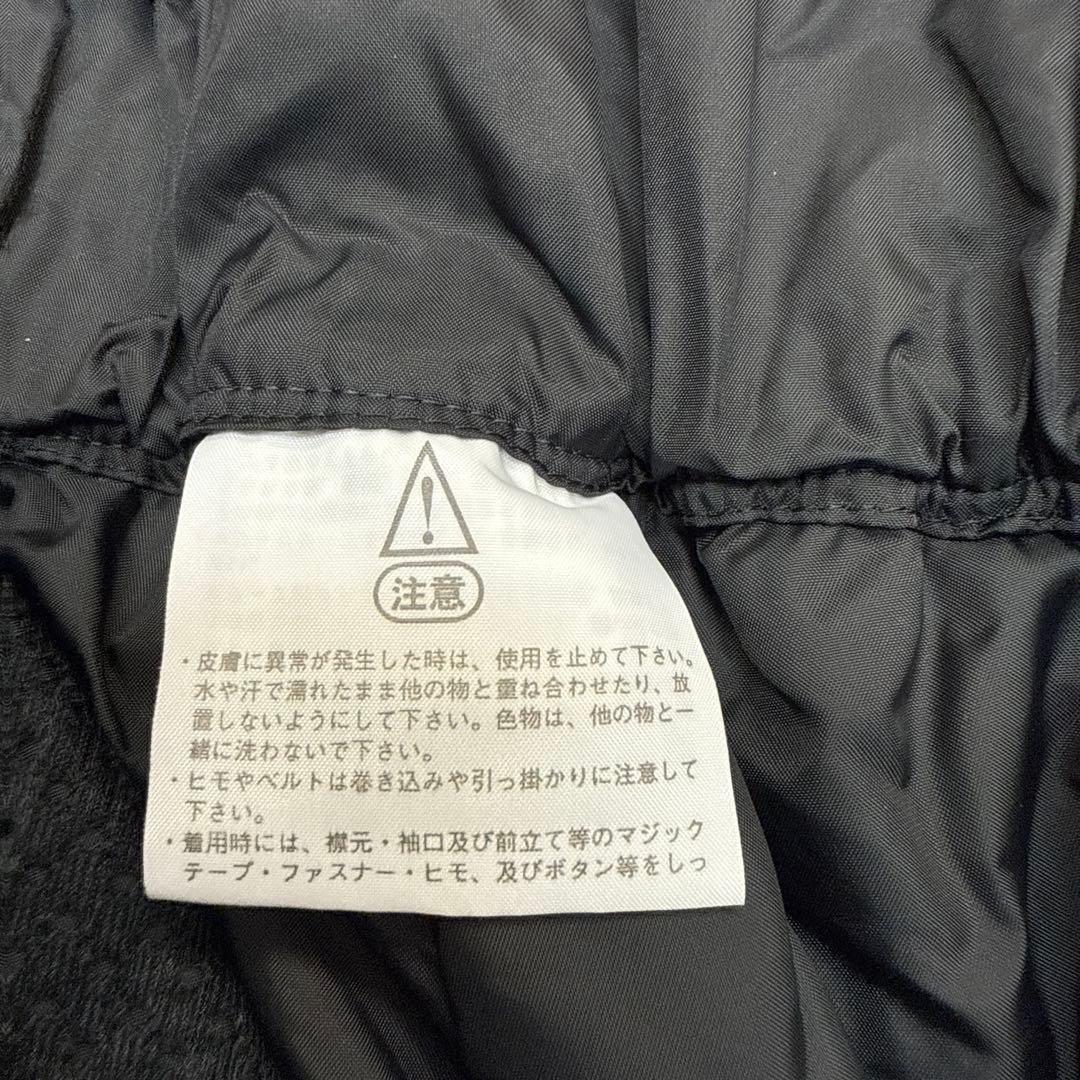 注意
・皮膚に異常が発生した時は、使用を止めて下さい。
水や汗で濡れたまま他の物と重ね合わせたり、放
置しないようにして下さい。色物は、他の物と一
緒に洗わないで下さい。
・ヒモやベルトは巻き込みや引っ掛かりに注意して
下さい。
・着用時には、襟元・袖口及び前立て等のマジック
テープ・ファスナー・ヒモ、及びボタン等をしっ